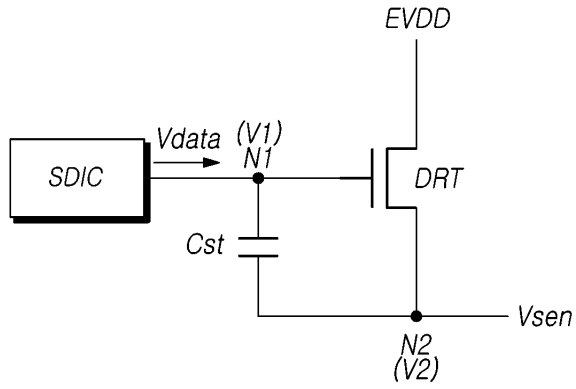 EVDD
Vdata
(V1)
N1
SDIC
DRT
Cst
Vsen
N2
(V2)